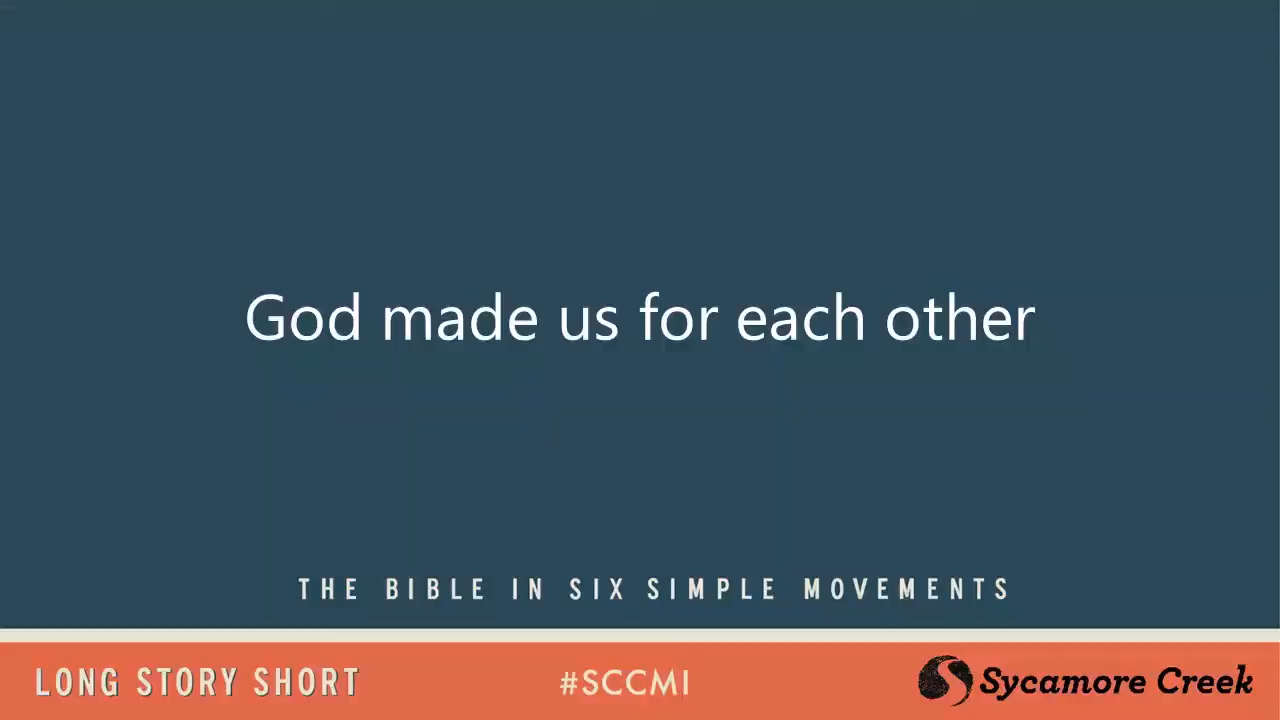 God made us for each other
THE BIBLE IN SIX SIMPLE MOVEMENTS
LONG STORY SHORT
#SCCMI
Sycamore Creek